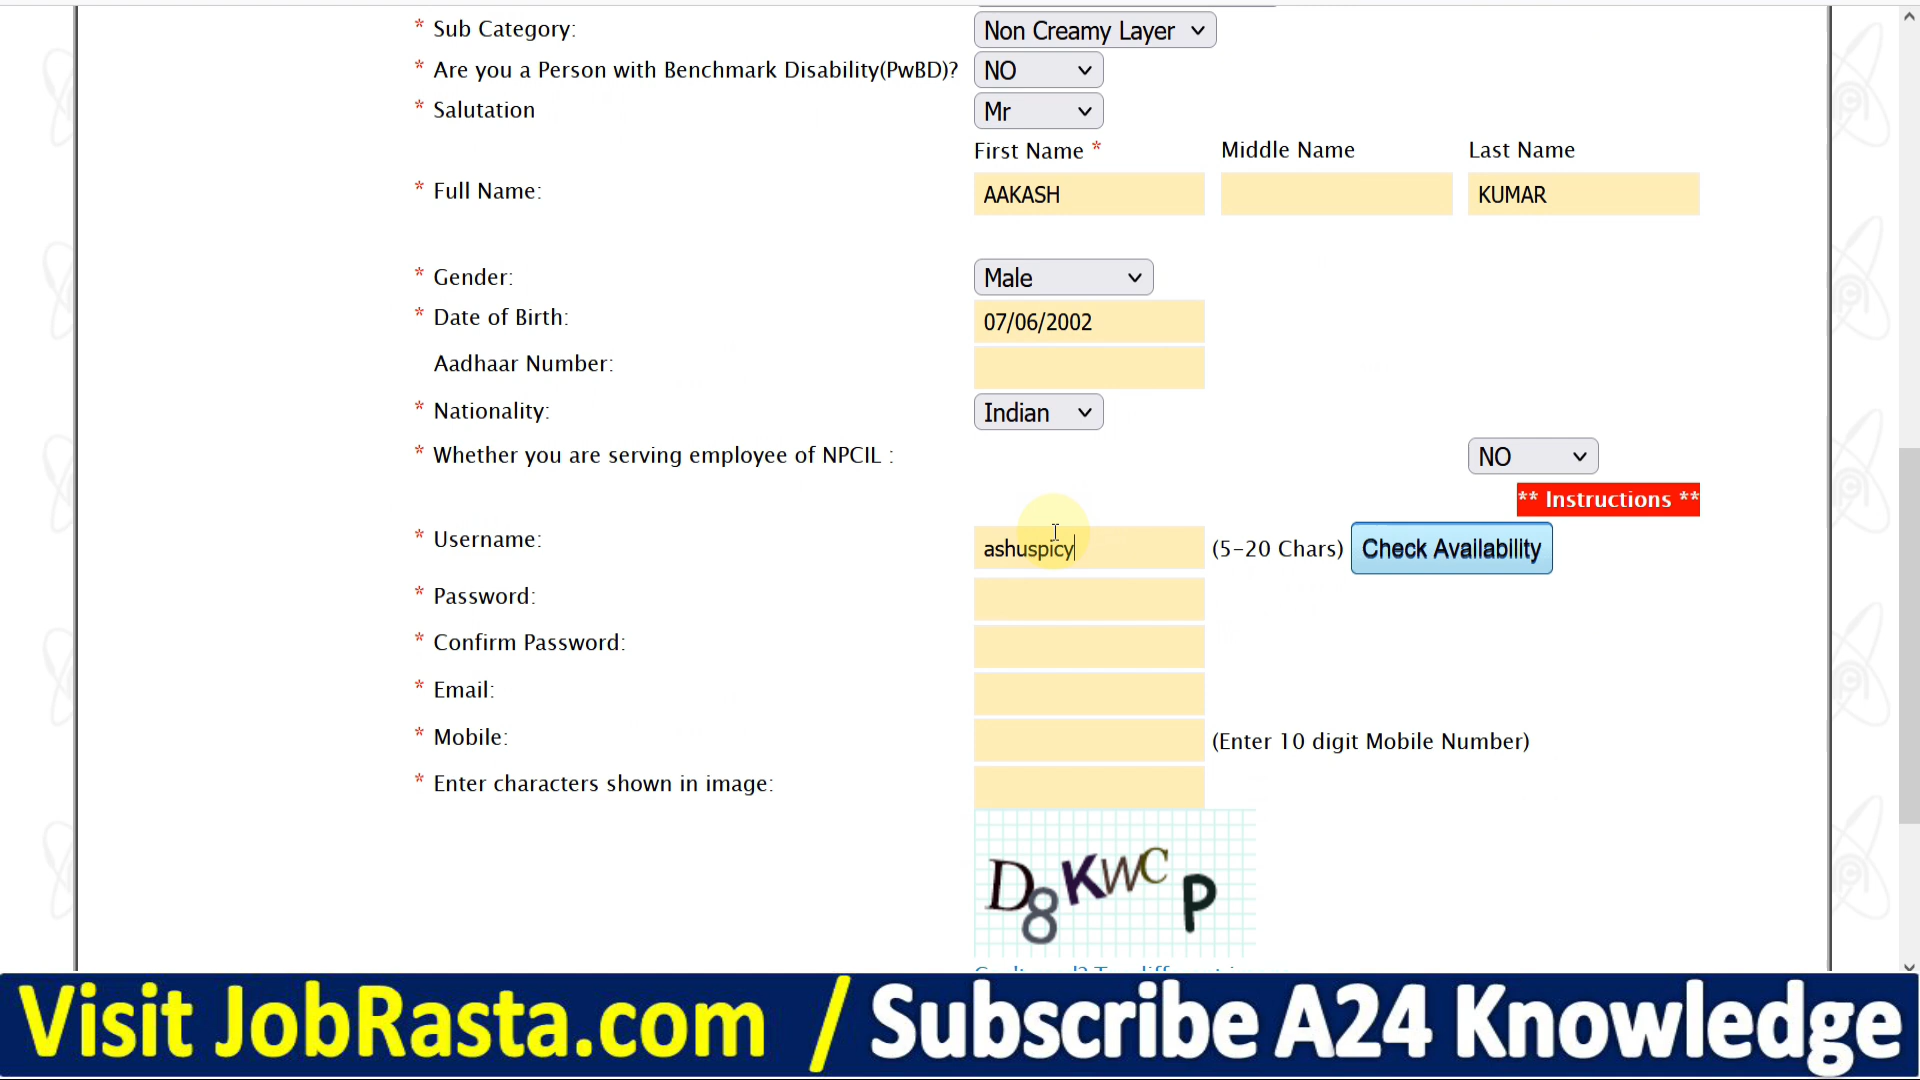 * Sub Category: Non Creamy Layer
* Are you a Person with Benchmark Disability(PwBD)? NO
* Salutation Mr
First Name * Middle Name Last Name
* Full Name: AAKASH KUMAR
* Gender: Male
* Date of Birth: 07/06/2002
Aadhaar Number:
* Nationality: Indian
* Whether you are serving employee of NPCIL : NO
** Instructions **
* Username: ashuspicy (5-20 Chars) Check Availability
* Password:
* Confirm Password:
* Email:
* Mobile: (Enter 10 digit Mobile Number)
* Enter characters shown in image:
D8KWCP
Visit JobRasta.com / Subscribe A24 Knowledge